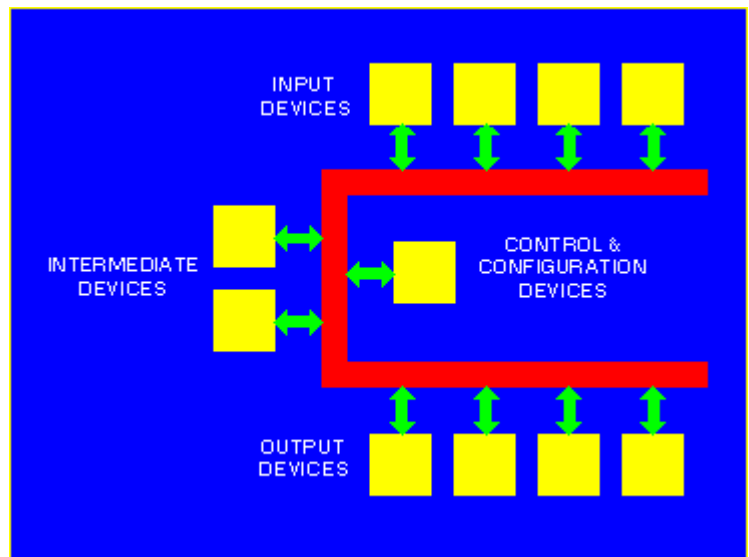 INPUT
DEVICES
INTERMEDIATE
DEVICES
CONTROL &
CONFIGURATION
DEVICES
OUTPUT
DEVICES